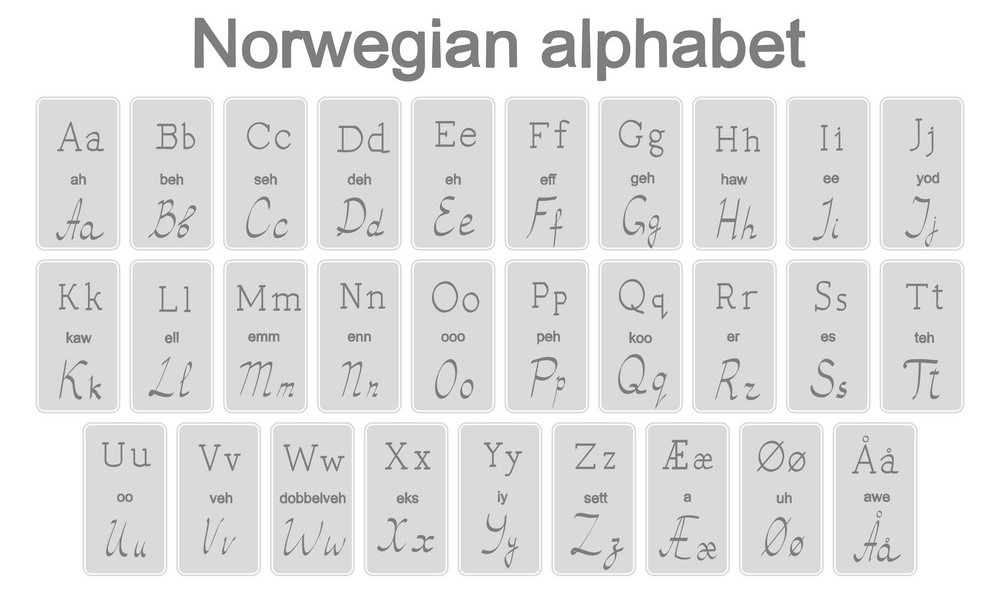 Norwegian alphabet
Aa Bb Cc Dd Ee Ff Gg Hh Ii Jj
ah beh seh deh eh eff geh haw ee yod
Aa Bb Cc Dd Ee Ff Gg Hh Ii Jj
Kk Ll Mm Nn Oo Pp Qq Rr Ss Tt
kaw ell emm enn ooo peh koo er es teh
Kk Ll Mm Nn Oo Pp Qq Rr Ss Tt
Uu Vv Ww Xx Yy Zz Ææ Øø Åå
oo veh dobbelveh eks iy sett a uh awe
Uu Vv Ww Xx Yy Zz Ææ Øø Åå